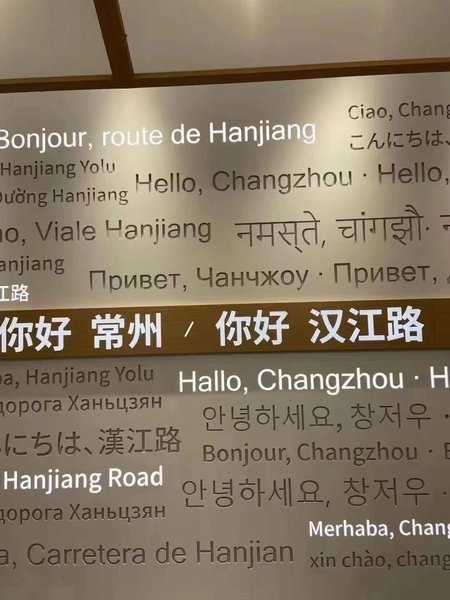 Ciao, Chang
Bonjour, route de Hanjiang
こんにちは、
Hanjiang Yolu
Hello, Changzhou · Hello,
Đường Hanjiang
Viale Hanjiang
नमस्ते, चांगझौ ·
Hanjiang
Привет, Чанчжоу · Привет,
江路
你好 常州 / 你好 汉江路
Hanjiang Yolu
Hallo, Changzhou · H
дорога Ханьцзян
안녕하세요, 창저우 ·
んにちは、漢江路
Bonjour, Changzhou ·
Hanjiang Road
안녕하세요, 창저우 ·
дорога Ханьцзян
Merhaba, Chang
Carretera de Hanjian
xin chào, chang